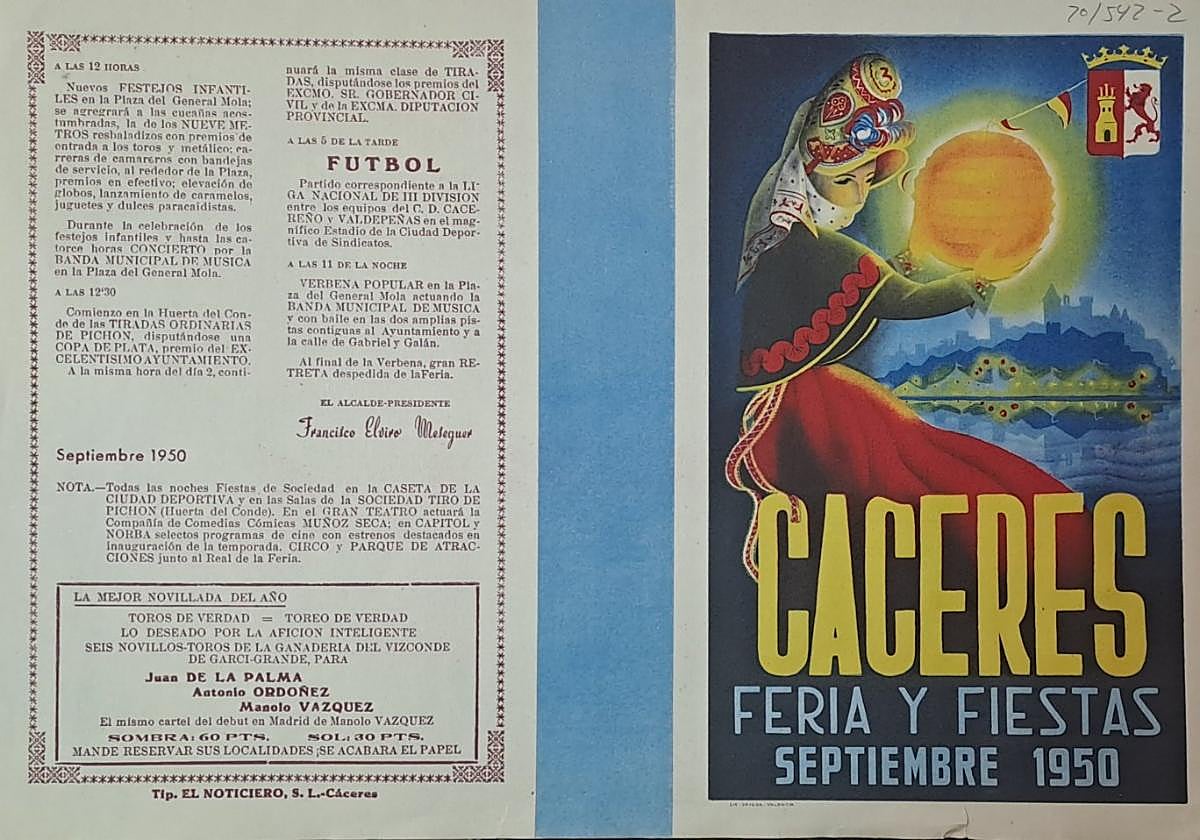 A LAS 12 HORAS
Nuevos FESTEJOS INFANTI-
LES en la Plaza del General Mola;
se agregrará a las cucañas acos-
tumbradas, la de los NUEVE ME-
TROS resbaladizos con premios de
entrada a los toros y metálico; ca-
rreras de camareros con bandejas
de servicio, al rededor de la Plaza,
premios en efectivo; elevación de
globos, lanzamiento de caramelos,
juguetes y dulces paracaidistas.
Durante la celebración de los
festejos infantiles y hasta las ca-
torce horas CONCIERTO por la
BANDA MUNICIPAL DE MUSICA
en la Plaza del General Mola.
A LAS 12'30
Comienzo en la Huerta del Con-
de de las TIRADAS ORDINARIAS
DE PICHON, disputándose una
COPA DE PLATA, premio del EX-
CELENTISIMO AYUNTAMIENTO.
A la misma hora del día 2, conti-
nuará la misma clase de TIRA-
DAS, disputándose los premios del
EXCMO. SR. GOBERNADOR CI-
VIL y de la EXCMA. DIPUTACION
PROVINCIAL.
A LAS 5 DE LA TARDE
FUTBOL
Partido correspondiente a la LI-
GA NACIONAL DE III DIVISION
entre los equipos del C. D. CACE-
REÑO y VALDEPEÑAS en el mag-
nífico Estadio de la Ciudad Depor-
tiva de Sindicatos.
A LAS 11 DE LA NOCHE
VERBENA POPULAR en la Pla-
za del General Mola actuando la
BANDA MUNICIPAL DE MUSICA
y con baile en las dos amplias pis-
tas contiguas al Ayuntamiento y a
la calle de Gabriel y Galán.
Al final de la Verbena, gran RE-
TRETA despedida de laFeria.
EL ALCALDE-PRESIDENTE
Francisco Elviro Meseguer
Septiembre 1950
NOTA.—Todas las noches Fiestas de Sociedad en la CASETA DE LA
CIUDAD DEPORTIVA y en las Salas de la SOCIEDAD TIRO DE
PICHON (Huerta del Conde). En el GRAN TEATRO actuará la
Compañía de Comedias Cómicas MUÑOZ SECA; en CAPITOL y
NORBA selectos programas de cine con estrenos destacados en
inauguración de la temporada. CIRCO y PARQUE DE ATRAC-
CIONES junto al Real de la Feria.
LA MEJOR NOVILLADA DEL AÑO
TOROS DE VERDAD = TOREO DE VERDAD
LO DESEADO POR LA AFICION INTELIGENTE
SEIS NOVILLOS-TOROS DE LA GANADERIA DEL VIZCONDE
DE GARCI-GRANDE, PARA
Juan DE LA PALMA
Antonio ORDOÑEZ
Manolo VAZQUEZ
El mismo cartel del debut en Madrid de Manolo VAZQUEZ
SOMBRA: 60 PTS. SOL: 30 PTS.
MANDE RESERVAR SUS LOCALIDADES ¡SE ACABARA EL PAPEL
Tip. EL NOTICIERO, S. L.-Cáceres
70/542-2
CACERES
FERIA Y FIESTAS
SEPTIEMBRE 1950